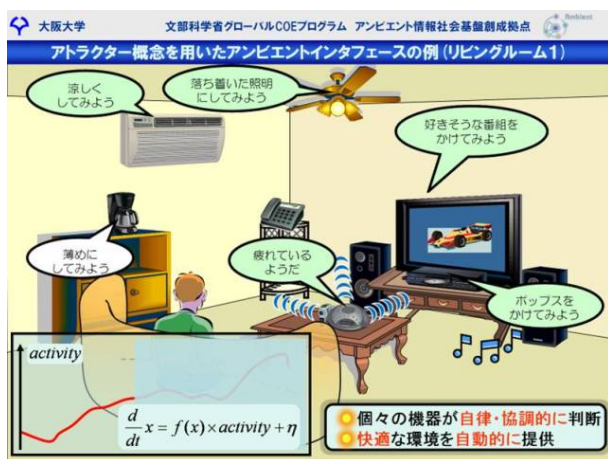 大阪大学
文部科学省グローバルCOEプログラム アンビエント情報社会基盤創成拠点
Ambient
アトラクター概念を用いたアンビエントインタフェースの例(リビングルーム1)
涼しく
してみよう
落ち着いた照明
にしてみよう
好きそうな番組を
かけてみよう
薄めに
してみよう
疲れている
ようだ
ポップスを
かけてみよう
activity
d/dt x = f(x)×activity+η
個々の機器が自律・協調的に判断
快適な環境を自動的に提供